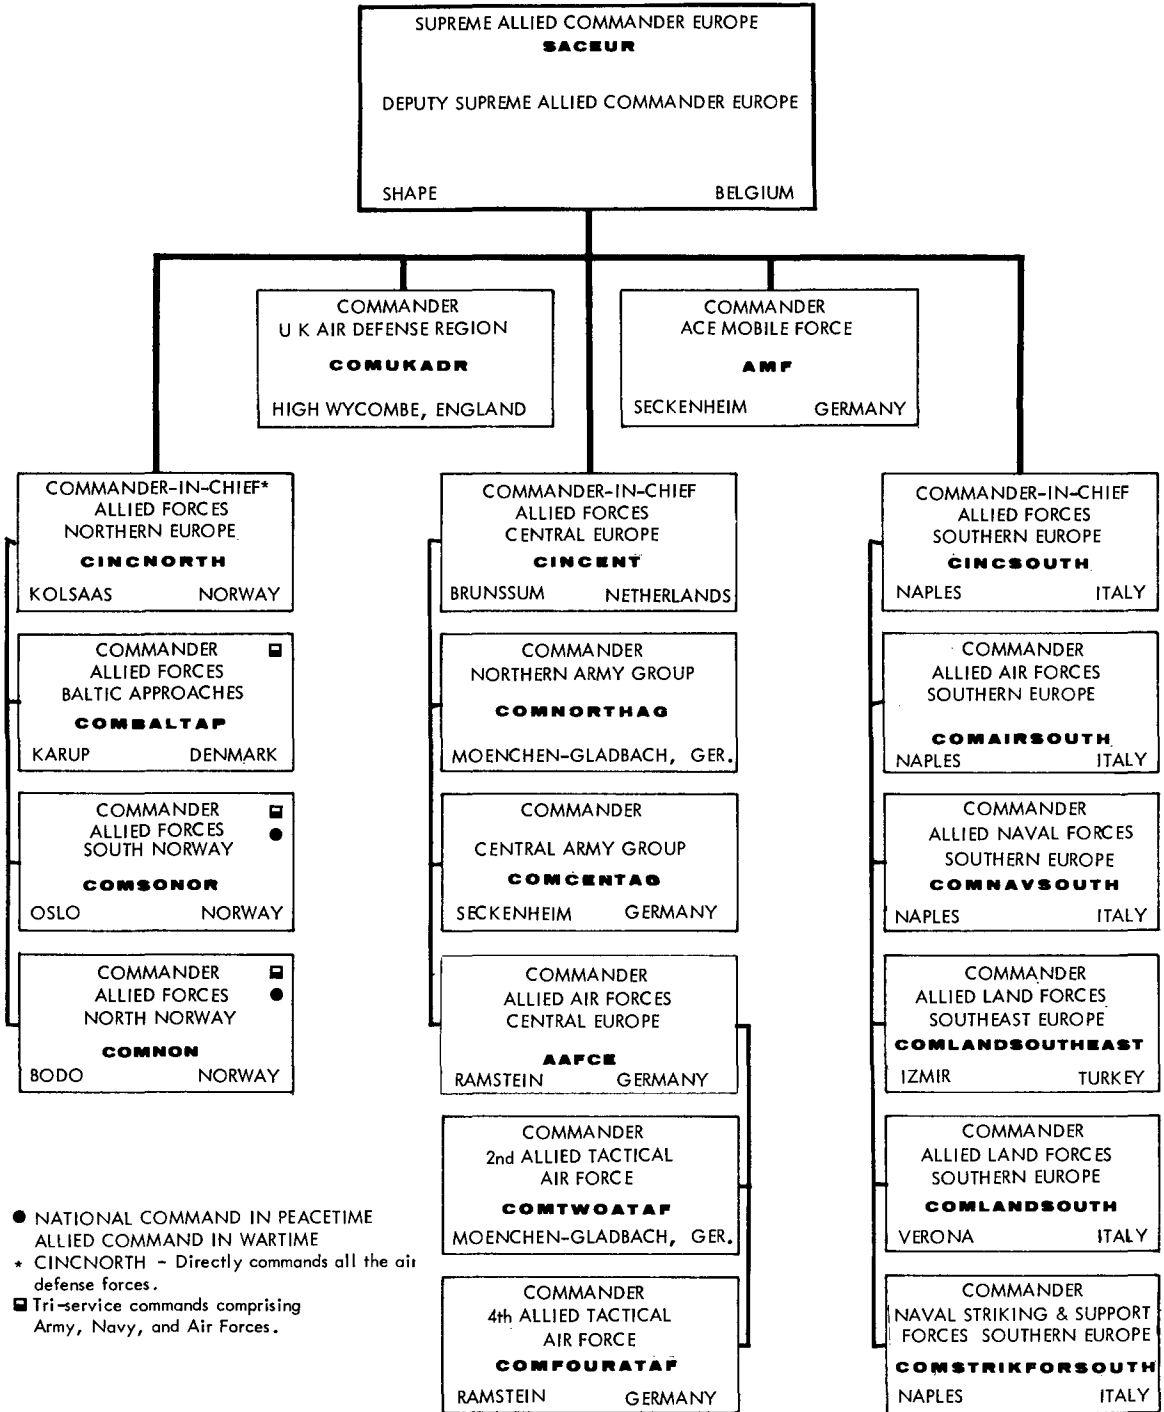 SUPREME ALLIED COMMANDER EUROPE
SACEUR
DEPUTY SUPREME ALLIED COMMANDER EUROPE
SHAPE BELGIUM
COMMANDER
U K AIR DEFENSE REGION
COMUKADR
HIGH WYCOMBE, ENGLAND
COMMANDER
ACE MOBILE FORCE
AMF
SECKENHEIM GERMANY
COMMANDER-IN-CHIEF*
ALLIED FORCES
NORTHERN EUROPE
CINCNORTH
KOLSAAS NORWAY
COMMANDER
ALLIED FORCES
BALTIC APPROACHES
COMBALTAP
KARUP DENMARK
COMMANDER
ALLIED FORCES
SOUTH NORWAY
COMSONOR
OSLO NORWAY
COMMANDER
ALLIED FORCES
NORTH NORWAY
COMNON
BODO NORWAY
COMMANDER-IN-CHIEF
ALLIED FORCES
CENTRAL EUROPE
CINCENT
BRUNSSUM NETHERLANDS
COMMANDER
NORTHERN ARMY GROUP
COMNORTHAG
MOENCHEN-GLADBACH, GER.
COMMANDER
CENTRAL ARMY GROUP
COMCENTAG
SECKENHEIM GERMANY
COMMANDER
ALLIED AIR FORCES
CENTRAL EUROPE
AAFCE
RAMSTEIN GERMANY
COMMANDER
2nd ALLIED TACTICAL
AIR FORCE
COMTWOATAF
MOENCHEN-GLADBACH, GER.
COMMANDER
4th ALLIED TACTICAL
AIR FORCE
COMFOURATAF
RAMSTEIN GERMANY
COMMANDER-IN-CHIEF
ALLIED FORCES
SOUTHERN EUROPE
CINCSOUTH
NAPLES ITALY
COMMANDER
ALLIED AIR FORCES
SOUTHERN EUROPE
COMAIRSOUTH
NAPLES ITALY
COMMANDER
ALLIED NAVAL FORCES
SOUTHERN EUROPE
COMNAVSOUTH
NAPLES ITALY
COMMANDER
ALLIED LAND FORCES
SOUTHEAST EUROPE
COMLANDSOUTHEAST
IZMIR TURKEY
COMMANDER
ALLIED LAND FORCES
SOUTHERN EUROPE
COMLANDSOUTH
VERONA ITALY
COMMANDER
NAVAL STRIKING & SUPPORT
FORCES SOUTHERN EUROPE
COMSTRIKFORSOUTH
NAPLES ITALY
● NATIONAL COMMAND IN PEACETIME
ALLIED COMMAND IN WARTIME
* CINCNORTH - Directly commands all the air
defense forces.
Tri-service commands comprising
Army, Navy, and Air Forces.